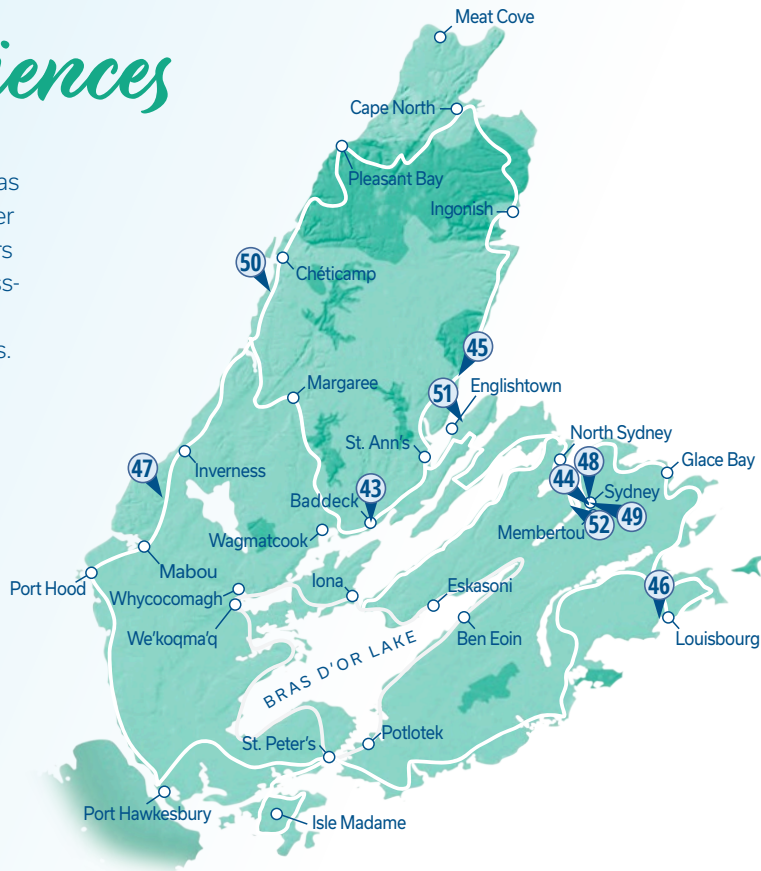 Meat Cove
iences
Cape North
as
Pleasant Bay
er
Ingonish
rs
50
Chéticamp
ss-
s.
45
Margaree
51
Englishtown
North Sydney
St. Ann's
48
Glace Bay
47
Inverness
44
43
Sydney
Baddeck
49
52
Wagmatcook
Membertou
Mabou
Port Hood
Iona
46
Eskasoni
Whycocomagh
We'koqma'q
Ben Eoin
Louisbourg
BRAS D'OR LAKE
Potlotek
St. Peter's
Port Hawkesbury
Isle Madame